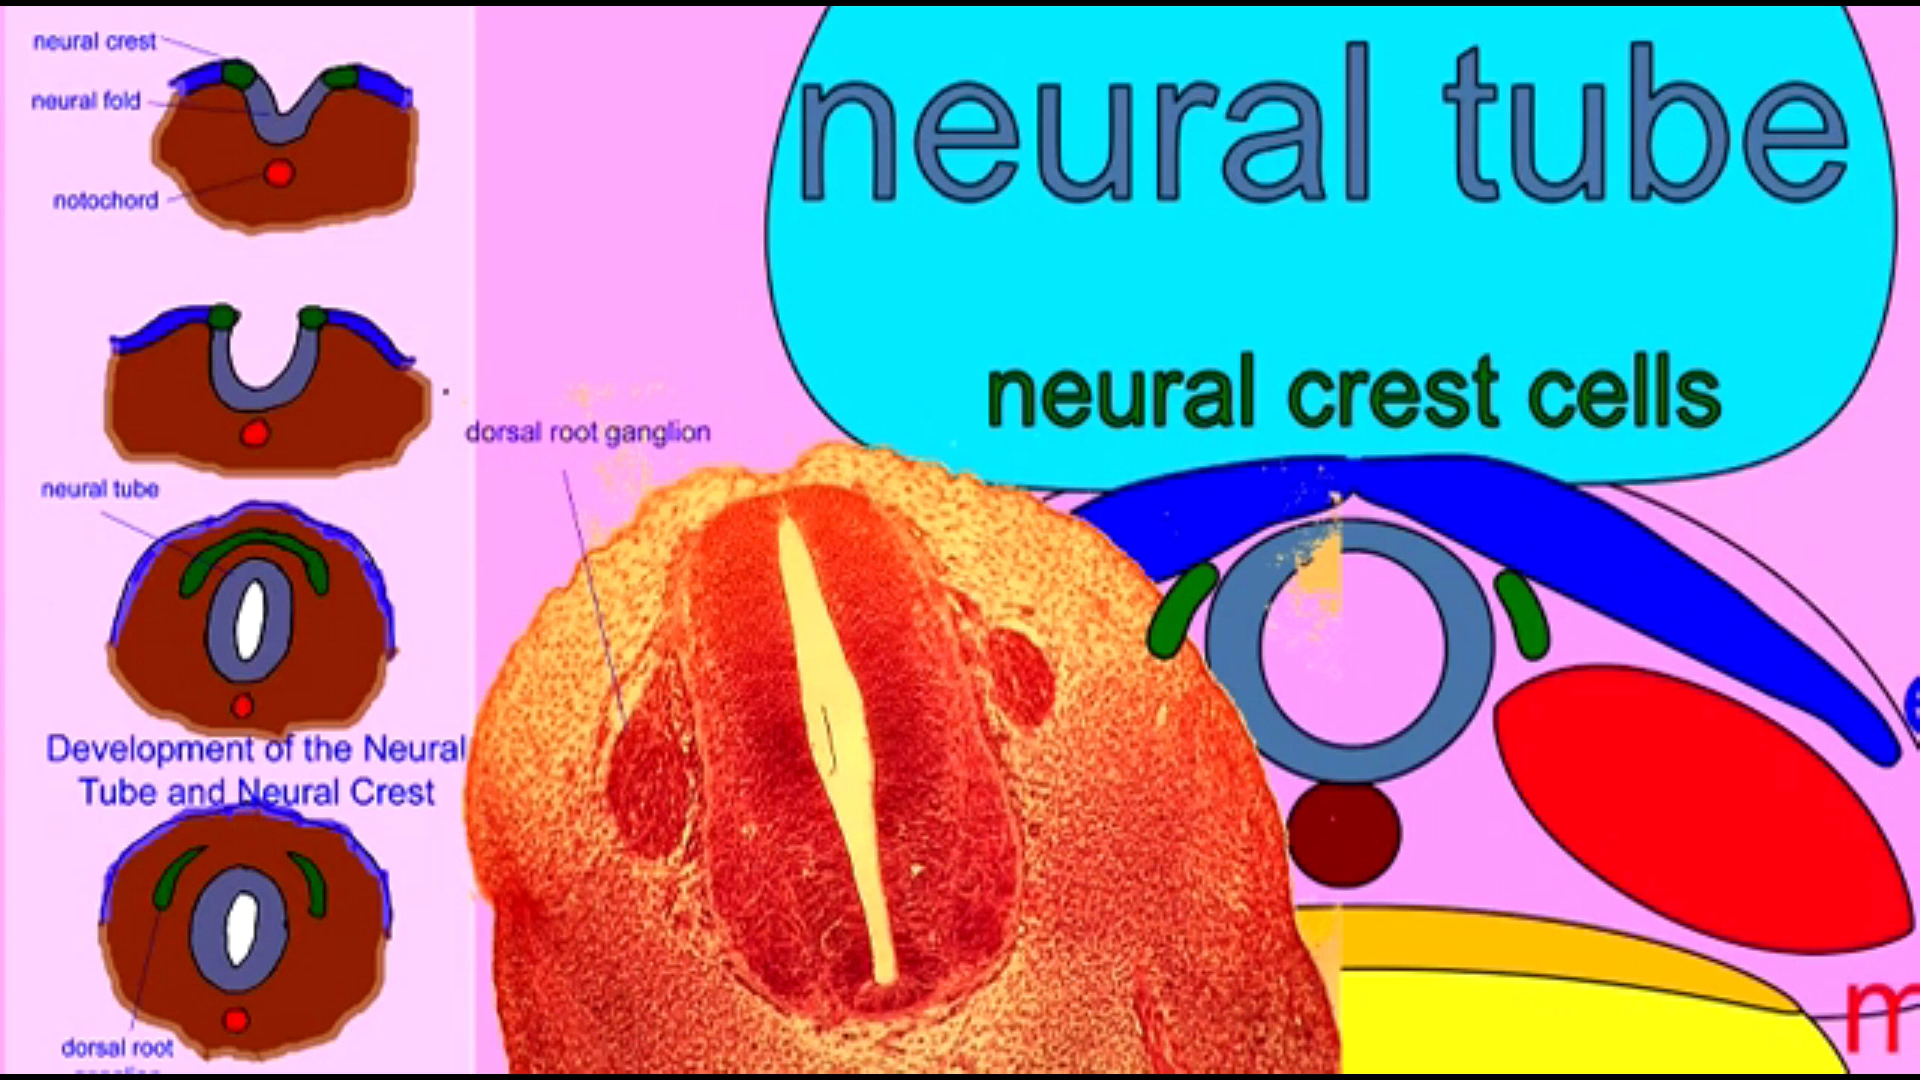 neural crest
neural fold
notochord
neural tube
Development of the Neural
Tube and Neural Crest
dorsal root
dorsal root ganglion
neural tube
neural crest cells